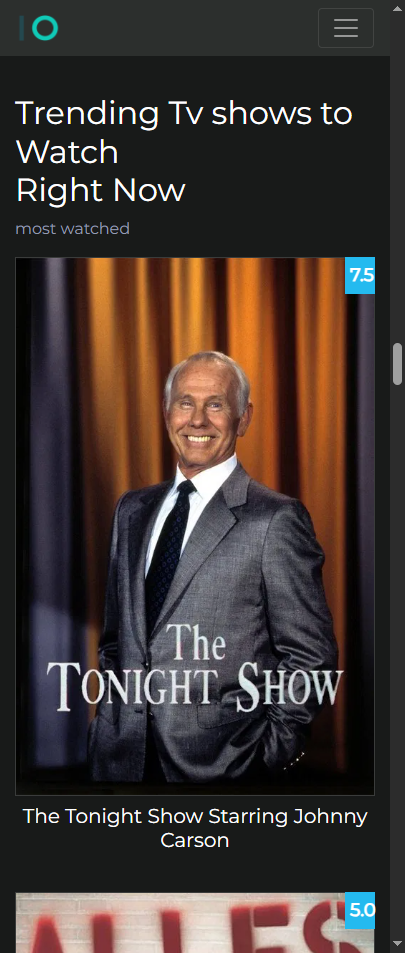 IO
Trending Tv shows to
Watch
Right Now
most watched
7.5
The
TONIGHT SHOW
The Tonight Show Starring Johnny
Carson
5.0
ALLES